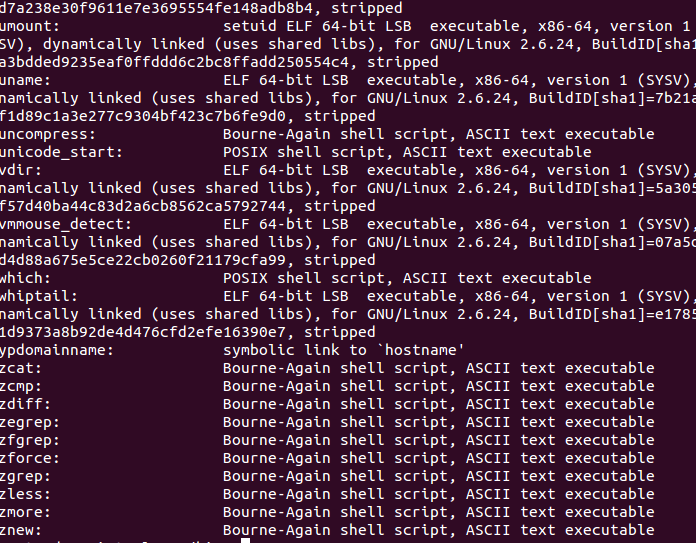 d7a238e30f9611e7e3695554fe148adb8b4, stripped
umount:                    setuid ELF 64-bit LSB  executable, x86-64, version 1
SV), dynamically linked (uses shared libs), for GNU/Linux 2.6.24, BuildID[sha1
a3bdded9235eaf0ffddd6c2bc8ffadd250554c4, stripped
uname:                     ELF 64-bit LSB  executable, x86-64, version 1 (SYSV),
namically linked (uses shared libs), for GNU/Linux 2.6.24, BuildID[sha1]=7b21a
f1d89c1a3e277c9304bf423c7b6fe9d0, stripped
uncompress:                Bourne-Again shell script, ASCII text executable
unicode_start:             POSIX shell script, ASCII text executable
vdir:                      ELF 64-bit LSB  executable, x86-64, version 1 (SYSV),
namically linked (uses shared libs), for GNU/Linux 2.6.24, BuildID[sha1]=5a305
f57d40ba44c83d2a6cb8562ca5792744, stripped
vmmouse_detect:            ELF 64-bit LSB  executable, x86-64, version 1 (SYSV),
namically linked (uses shared libs), for GNU/Linux 2.6.24, BuildID[sha1]=07a5c
d4d88a675e5ce22cb0260f21179cfa99, stripped
which:                     POSIX shell script, ASCII text executable
whiptail:                  ELF 64-bit LSB  executable, x86-64, version 1 (SYSV),
namically linked (uses shared libs), for GNU/Linux 2.6.24, BuildID[sha1]=e1785
1d9373a8b92de4d476cfd2efe16390e7, stripped
ypdomainname:              symbolic link to `hostname'
zcat:                      Bourne-Again shell script, ASCII text executable
zcmp:                      Bourne-Again shell script, ASCII text executable
zdiff:                     Bourne-Again shell script, ASCII text executable
zegrep:                    Bourne-Again shell script, ASCII text executable
zfgrep:                    Bourne-Again shell script, ASCII text executable
zforce:                    Bourne-Again shell script, ASCII text executable
zgrep:                     Bourne-Again shell script, ASCII text executable
zless:                     Bourne-Again shell script, ASCII text executable
zmore:                     Bourne-Again shell script, ASCII text executable
znew:                      Bourne-Again shell script, ASCII text executable